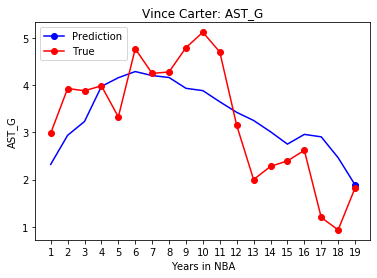 Vince Carter: AST_G
Prediction
True
AST_G
5
4
3
2
1
1 2 3 4 5 6 7 8 9 10 11 12 13 14 15 16 17 18 19
Years in NBA